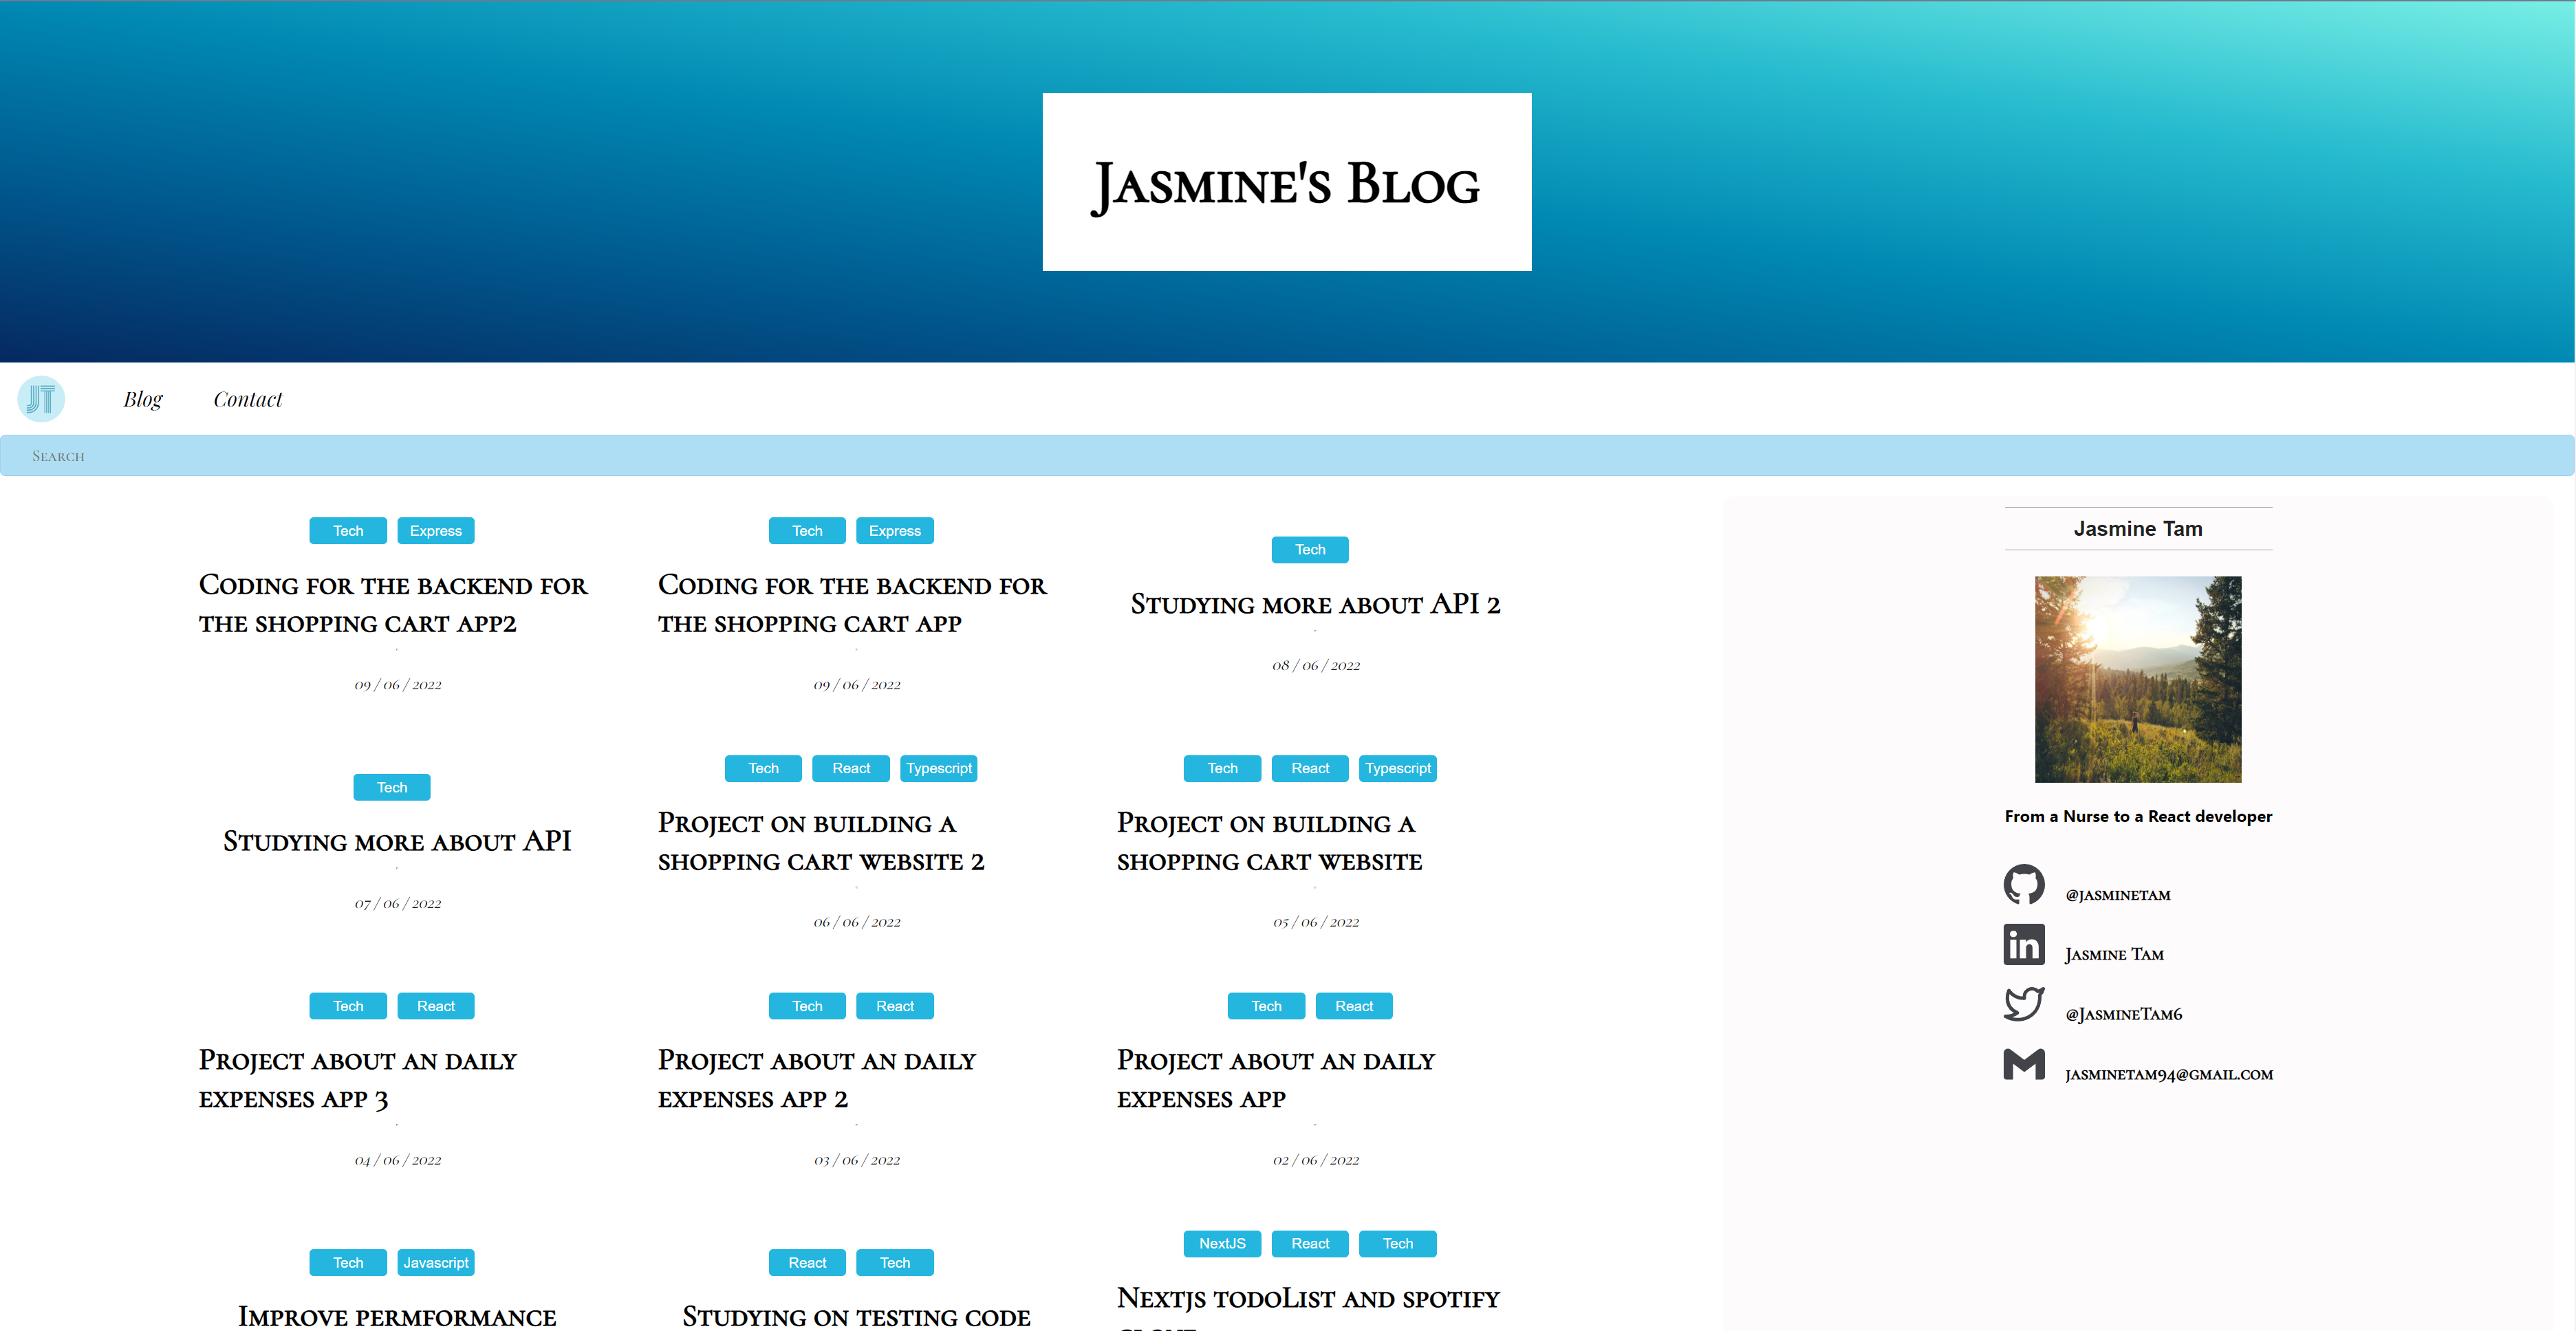 Jasmine's Blog
JT
Blog
Contact
Search
Tech
Express
Coding for the backend for
the shopping cart app2
09 / 06 / 2022
Tech
Express
Coding for the backend for
the shopping cart app
09 / 06 / 2022
Tech
Studying more about API 2
08 / 06 / 2022
Tech
Studying more about API
07 / 06 / 2022
Tech
React
Typescript
Project on building a
shopping cart website 2
06 / 06 / 2022
Tech
React
Typescript
Project on building a
shopping cart website
05 / 06 / 2022
Tech
React
Project about an daily
expenses app 3
04 / 06 / 2022
Tech
React
Project about an daily
expenses app 2
03 / 06 / 2022
Tech
React
Project about an daily
expenses app
02 / 06 / 2022
Tech
Javascript
Improve permformance
React
Tech
Studying on testing code
NextJS
React
Tech
Nextjs todoList and spotify
Jasmine Tam
From a Nurse to a React developer
@jasminetam
in
Jasmine Tam
@JasmineTam6
jasminetam94@gmail.com